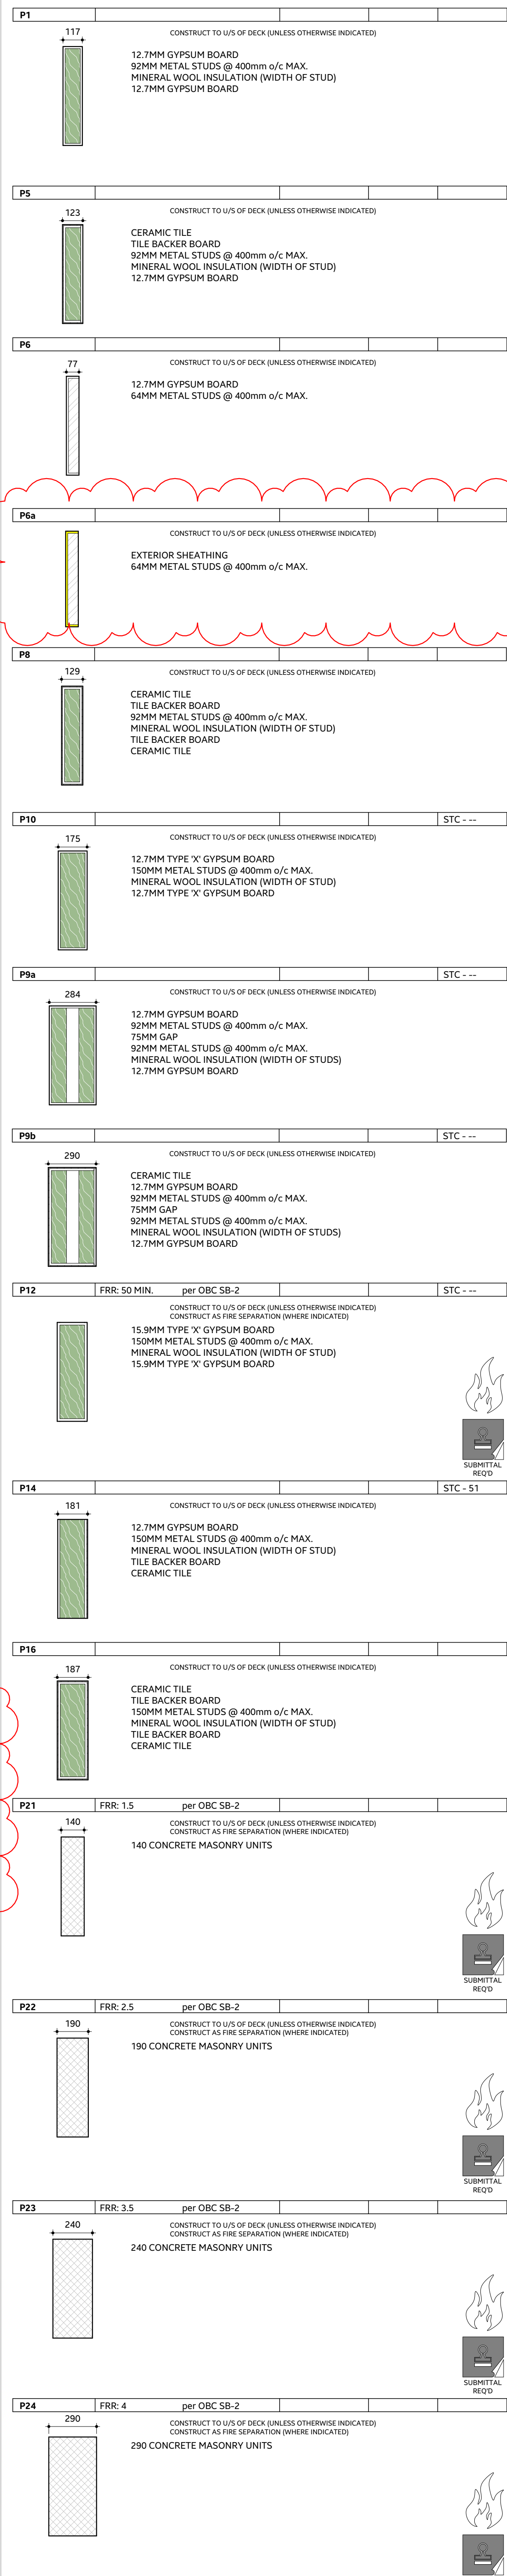 P1
117
CONSTRUCT TO U/S OF DECK (UNLESS OTHERWISE INDICATED)
12.7MM GYPSUM BOARD
92MM METAL STUDS @ 400mm o/c MAX.
MINERAL WOOL INSULATION (WIDTH OF STUD)
12.7MM GYPSUM BOARD
P5
123
CONSTRUCT TO U/S OF DECK (UNLESS OTHERWISE INDICATED)
CERAMIC TILE
TILE BACKER BOARD
92MM METAL STUDS @ 400mm o/c MAX.
MINERAL WOOL INSULATION (WIDTH OF STUD)
12.7MM GYPSUM BOARD
P6
77
CONSTRUCT TO U/S OF DECK (UNLESS OTHERWISE INDICATED)
12.7MM GYPSUM BOARD
64MM METAL STUDS @ 400mm o/c MAX.
P6a
CONSTRUCT TO U/S OF DECK (UNLESS OTHERWISE INDICATED)
EXTERIOR SHEATHING
64MM METAL STUDS @ 400mm o/c MAX.
P8
129
CONSTRUCT TO U/S OF DECK (UNLESS OTHERWISE INDICATED)
CERAMIC TILE
TILE BACKER BOARD
92MM METAL STUDS @ 400mm o/c MAX.
MINERAL WOOL INSULATION (WIDTH OF STUD)
TILE BACKER BOARD
CERAMIC TILE
P10 STC - --
175
CONSTRUCT TO U/S OF DECK (UNLESS OTHERWISE INDICATED)
12.7MM TYPE 'X' GYPSUM BOARD
150MM METAL STUDS @ 400mm o/c MAX.
MINERAL WOOL INSULATION (WIDTH OF STUD)
12.7MM TYPE 'X' GYPSUM BOARD
P9a STC - --
284
CONSTRUCT TO U/S OF DECK (UNLESS OTHERWISE INDICATED)
12.7MM GYPSUM BOARD
92MM METAL STUDS @ 400mm o/c MAX.
75MM GAP
92MM METAL STUDS @ 400mm o/c MAX.
MINERAL WOOL INSULATION (WIDTH OF STUDS)
12.7MM GYPSUM BOARD
P9b STC - --
290
CONSTRUCT TO U/S OF DECK (UNLESS OTHERWISE INDICATED)
CERAMIC TILE
12.7MM GYPSUM BOARD
92MM METAL STUDS @ 400mm o/c MAX.
75MM GAP
92MM METAL STUDS @ 400mm o/c MAX.
MINERAL WOOL INSULATION (WIDTH OF STUDS)
12.7MM GYPSUM BOARD
P12 FRR: 50 MIN. per OBC SB-2 STC - --
CONSTRUCT TO U/S OF DECK (UNLESS OTHERWISE INDICATED)
CONSTRUCT AS FIRE SEPARATION (WHERE INDICATED)
15.9MM TYPE 'X' GYPSUM BOARD
150MM METAL STUDS @ 400mm o/c MAX.
MINERAL WOOL INSULATION (WIDTH OF STUD)
15.9MM TYPE 'X' GYPSUM BOARD
SUBMITTAL
REQ'D
P14 STC - 51
181
CONSTRUCT TO U/S OF DECK (UNLESS OTHERWISE INDICATED)
12.7MM GYPSUM BOARD
150MM METAL STUDS @ 400mm o/c MAX.
MINERAL WOOL INSULATION (WIDTH OF STUD)
TILE BACKER BOARD
CERAMIC TILE
P16
187
CONSTRUCT TO U/S OF DECK (UNLESS OTHERWISE INDICATED)
CERAMIC TILE
TILE BACKER BOARD
150MM METAL STUDS @ 400mm o/c MAX.
MINERAL WOOL INSULATION (WIDTH OF STUD)
TILE BACKER BOARD
CERAMIC TILE
P21 FRR: 1.5 per OBC SB-2
140
CONSTRUCT TO U/S OF DECK (UNLESS OTHERWISE INDICATED)
CONSTRUCT AS FIRE SEPARATION (WHERE INDICATED)
140 CONCRETE MASONRY UNITS
SUBMITTAL
REQ'D
P22 FRR: 2.5 per OBC SB-2
190
CONSTRUCT TO U/S OF DECK (UNLESS OTHERWISE INDICATED)
CONSTRUCT AS FIRE SEPARATION (WHERE INDICATED)
190 CONCRETE MASONRY UNITS
SUBMITTAL
REQ'D
P23 FRR: 3.5 per OBC SB-2
240
CONSTRUCT TO U/S OF DECK (UNLESS OTHERWISE INDICATED)
CONSTRUCT AS FIRE SEPARATION (WHERE INDICATED)
240 CONCRETE MASONRY UNITS
SUBMITTAL
REQ'D
P24 FRR: 4 per OBC SB-2
290
CONSTRUCT TO U/S OF DECK (UNLESS OTHERWISE INDICATED)
CONSTRUCT AS FIRE SEPARATION (WHERE INDICATED)
290 CONCRETE MASONRY UNITS